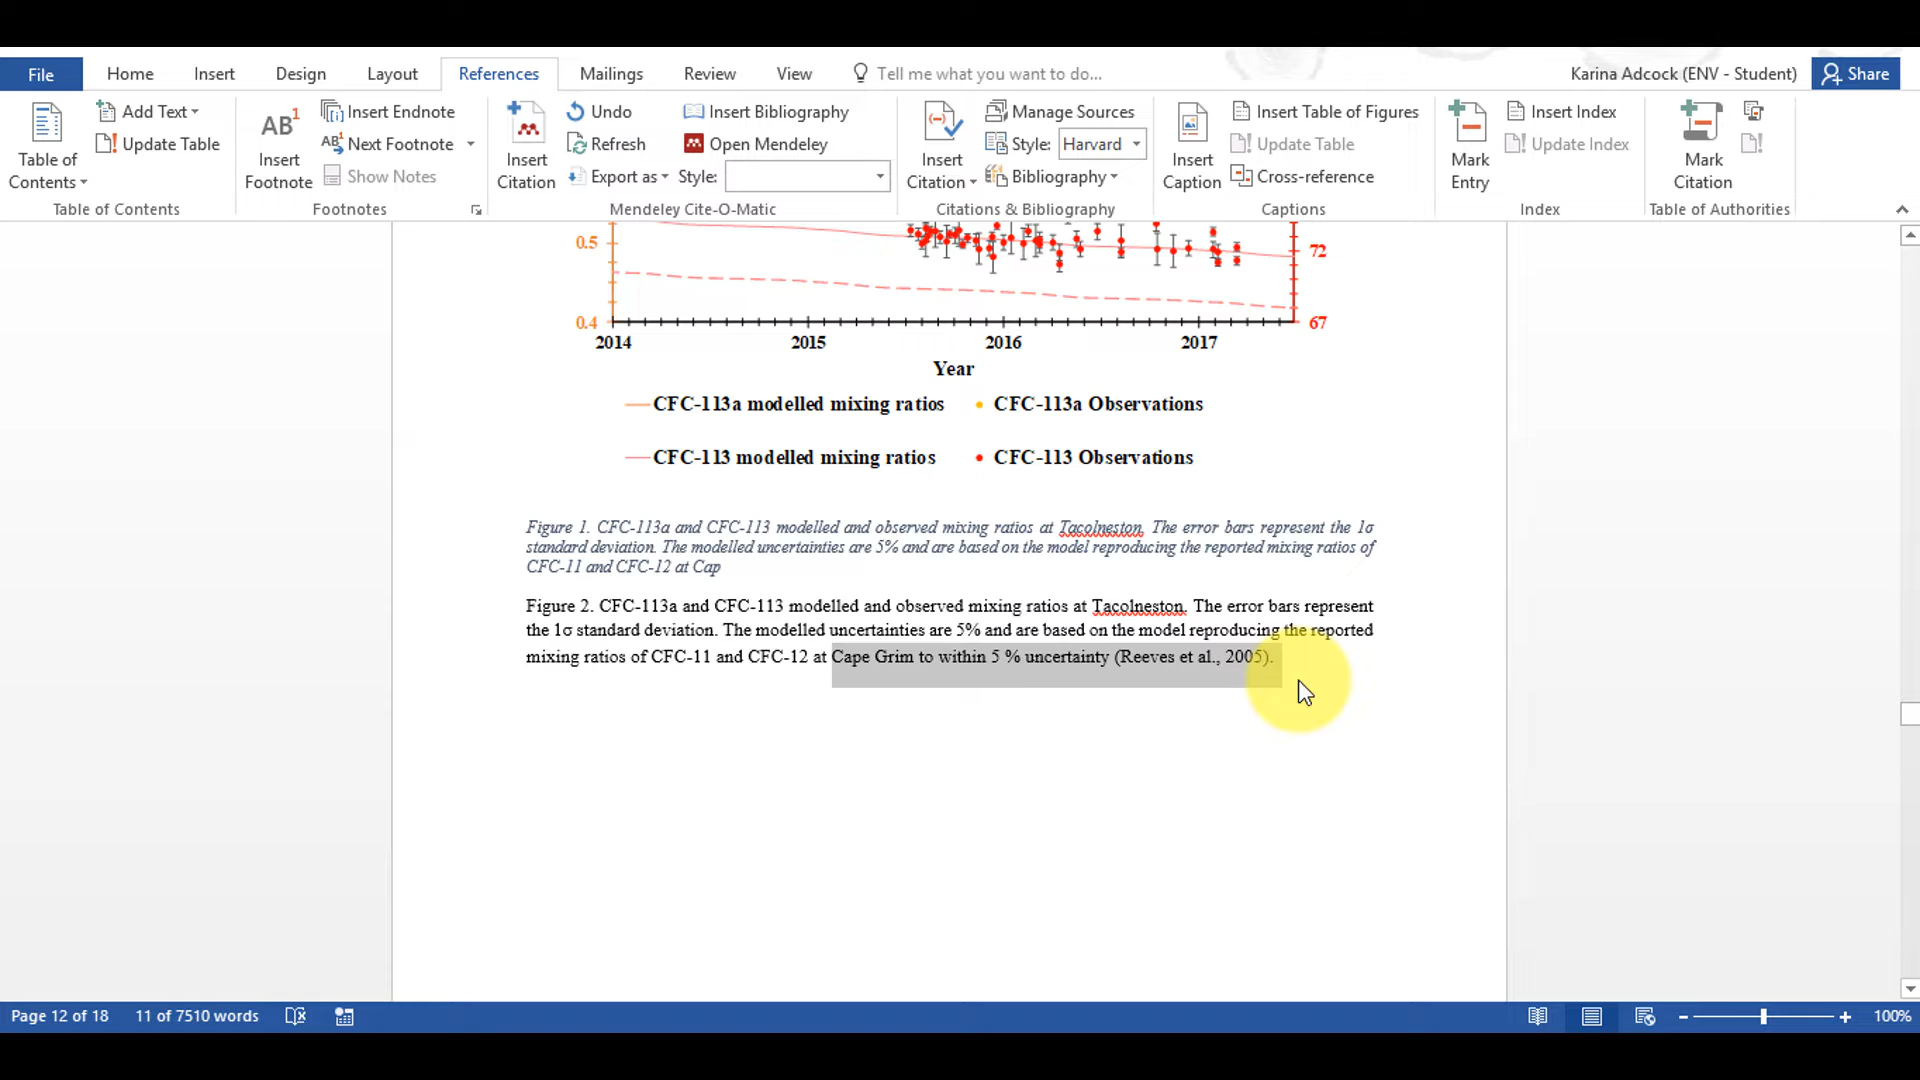 File Home Insert Design Layout References Mailings Review View Tell me what you want to do... Karina Adcock (ENV - Student) Share
Table of Contents
Add Text
Update Table
Table of Contents
AB1
Insert Footnote
Insert Endnote
AB1 Next Footnote
Show Notes
Footnotes
Insert Citation
Undo
Refresh
Export as
Insert Bibliography
Open Mendeley
Style:
Mendeley Cite-O-Matic
Insert Citation
Manage Sources
Style: Harvard
Bibliography
Citations & Bibliography
Insert Caption
Insert Table of Figures
Update Table
Cross-reference
Captions
Mark Entry
Insert Index
Update Index
Index
Mark Citation
Table of Authorities
0.5 72
0.4 67
2014 2015 2016 2017
Year
CFC-113a modelled mixing ratios CFC-113a Observations
CFC-113 modelled mixing ratios CFC-113 Observations
Figure 1. CFC-113a and CFC-113 modelled and observed mixing ratios at Tacolneston. The error bars represent the 1σ
standard deviation. The modelled uncertainties are 5% and are based on the model reproducing the reported mixing ratios of
CFC-11 and CFC-12 at Cap
Figure 2. CFC-113a and CFC-113 modelled and observed mixing ratios at Tacolneston. The error bars represent
the 1σ standard deviation. The modelled uncertainties are 5% and are based on the model reproducing the reported
mixing ratios of CFC-11 and CFC-12 at Cape Grim to within 5 % uncertainty (Reeves et al., 2005).
Page 12 of 18 11 of 7510 words 100%